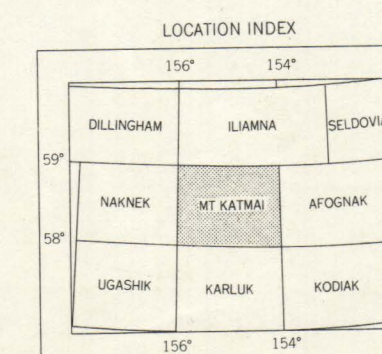 LOCATION INDEX
156° 154°
DILLINGHAM ILIAMNA SELDOVIA
59°
NAKNEK MT KATMAI AFOGNAK
58°
UGASHIK KARLUK KODIAK
156° 154°